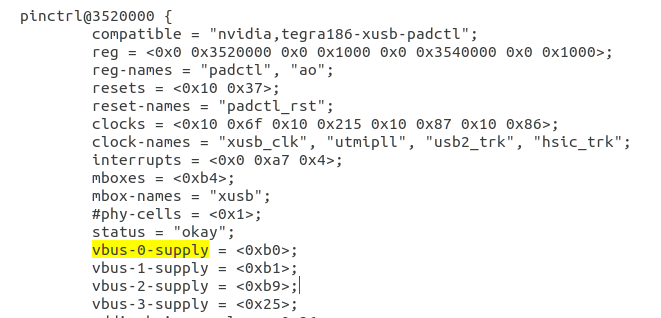 pinctrl@3520000 {
compatible = "nvidia,tegra186-xusb-padctl";
reg = <0x0 0x3520000 0x0 0x1000 0x0 0x3540000 0x0 0x1000>;
reg-names = "padctl", "ao";
resets = <0x10 0x37>;
reset-names = "padctl_rst";
clocks = <0x10 0x6f 0x10 0x215 0x10 0x87 0x10 0x86>;
clock-names = "xusb_clk", "utmipll", "usb2_trk", "hsic_trk";
interrupts = <0x0 0xa7 0x4>;
mboxes = <0xb4>;
mbox-names = "xusb";
#phy-cells = <0x1>;
status = "okay";
vbus-0-supply = <0xb0>;
vbus-1-supply = <0xb1>;
vbus-2-supply = <0xb9>;
vbus-3-supply = <0x25>;